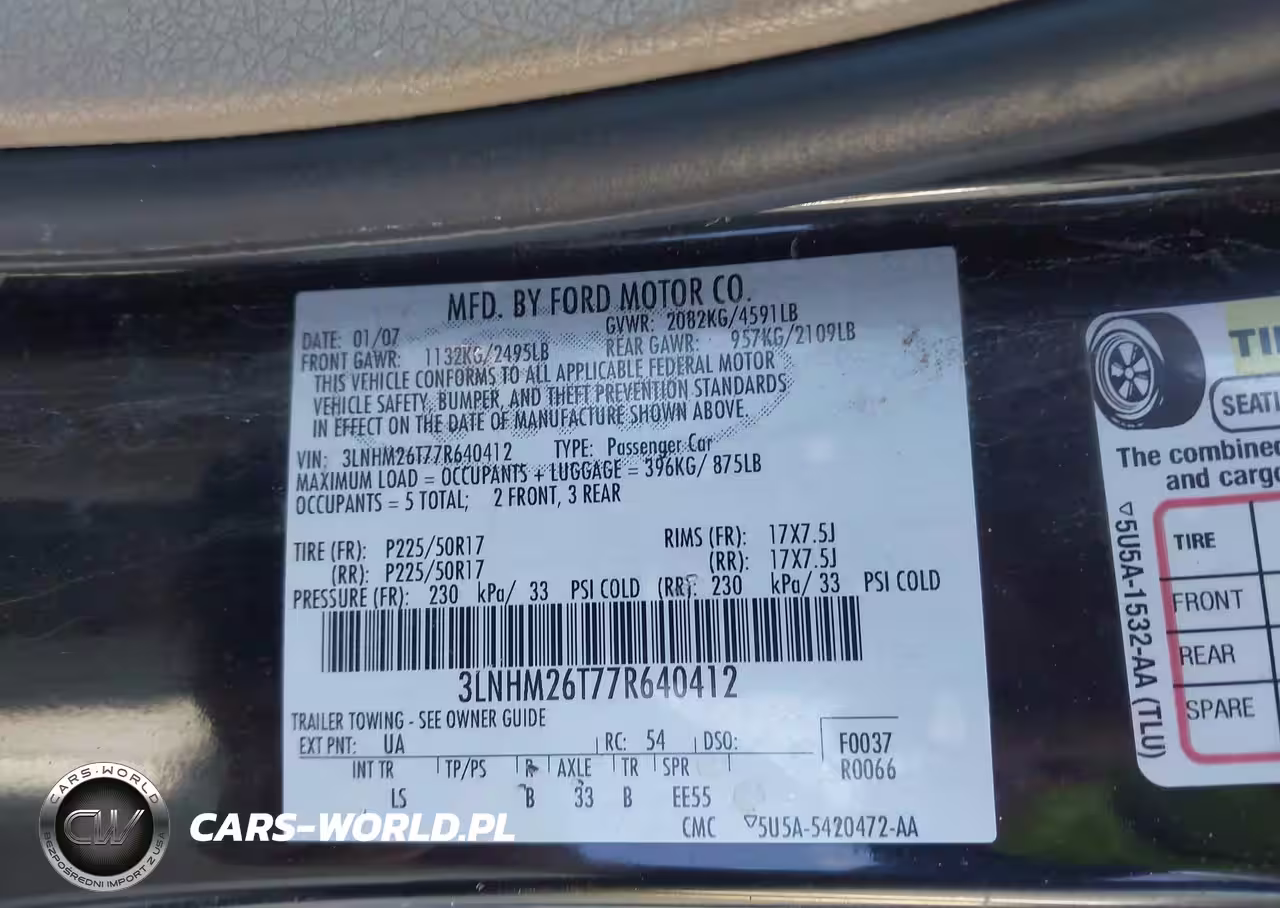 MFD. BY FORD MOTOR CO.
DATE: 01/07 GVWR: 2082KG/4591LB
FRONT GAWR: 1132KG/2495LB REAR GAWR: 957KG/2109LB
THIS VEHICLE CONFORMS TO ALL APPLICABLE FEDERAL MOTOR
VEHICLE SAFETY, BUMPER, AND THEFT PREVENTION STANDARDS
IN EFFECT ON THE DATE OF MANUFACTURE SHOWN ABOVE.
VIN: 3LNHM26T77R640412 TYPE: Passenger Car
MAXIMUM LOAD = OCCUPANTS + LUGGAGE = 396KG/ 875LB
OCCUPANTS = 5 TOTAL; 2 FRONT, 3 REAR
TIRE (FR): P225/50R17 RIMS (FR): 17X7.5J
(RR): P225/50R17 (RR): 17X7.5J
PRESSURE (FR): 230 kPa/ 33 PSI COLD (RR): 230 kPa/ 33 PSI COLD
3LNHM26T77R640412
TRAILER TOWING - SEE OWNER GUIDE
EXT PNT: UA RC: 54 DSO: F0037
R0066
INT TR TP/PS R AXLE TR SPR
LS B 33 B EE55
CMC ▽5U5A-5420472-AA
TI
SEATI
The combined
and cargo
TIRE
FRONT
REAR
SPARE
▽5U5A-1532-AA (TLU)
CARS-WORLD
CW
BEZPOŚREDNI IMPORT Z USA
CARS-WORLD.PL